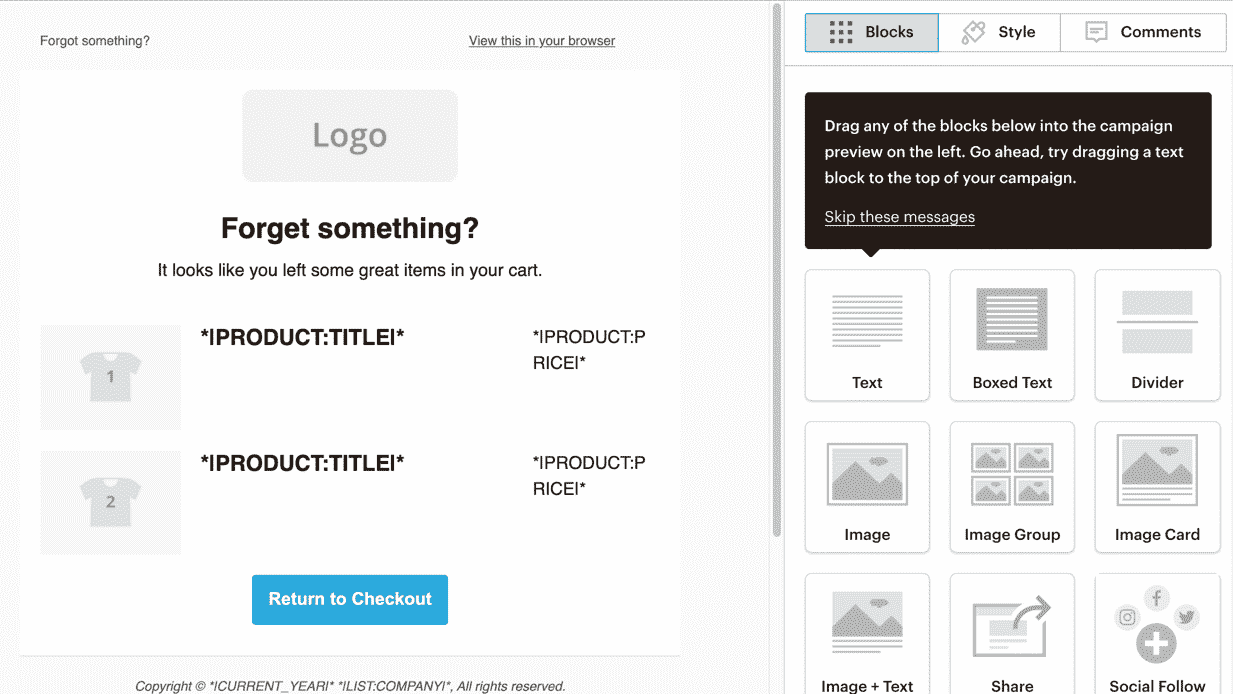 Forgot something?
View this in your browser
Logo
Forget something?
It looks like you left some great items in your cart.
1
*|PRODUCT:TITLE|*
*|PRODUCT:P
RICE|*
2
*|PRODUCT:TITLE|*
*|PRODUCT:P
RICE|*
Return to Checkout
Copyright © *|CURRENT_YEAR|* *|LIST:COMPANY|*, All rights reserved.
Blocks
Style
Comments
Drag any of the blocks below into the campaign
preview on the left. Go ahead, try dragging a text
block to the top of your campaign.
Skip these messages
Text
Boxed Text
Divider
Image
Image Group
Image Card
Image + Text
Share
Social Follow